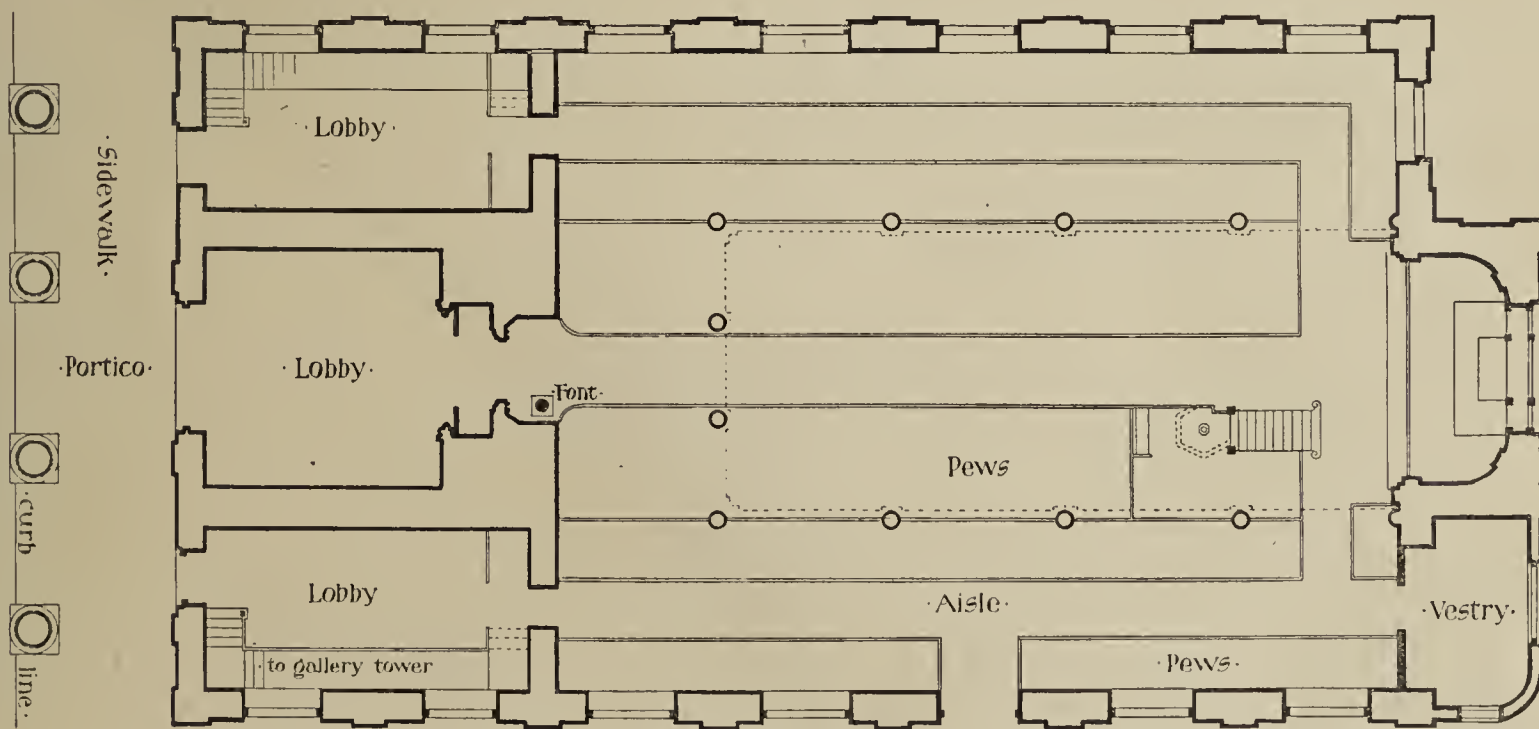 ·Lobby·
·Sidewalk·
·Portico·
·Lobby·
·Font·
Pews
·curb
line·
Lobby
·Aisle·
·Vestry·
·to gallery tower
·Pews·